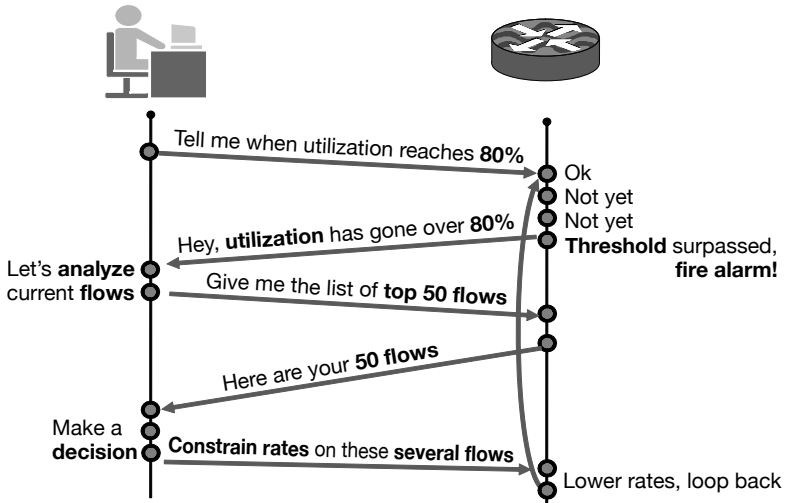 Tell me when utilization reaches 80%
Ok
Not yet
Not yet
Hey, utilization has gone over 80%
Threshold surpassed,
fire alarm!
Let's analyze
current flows
Give me the list of top 50 flows
Here are your 50 flows
Make a
decision
Constrain rates on these several flows
Lower rates, loop back